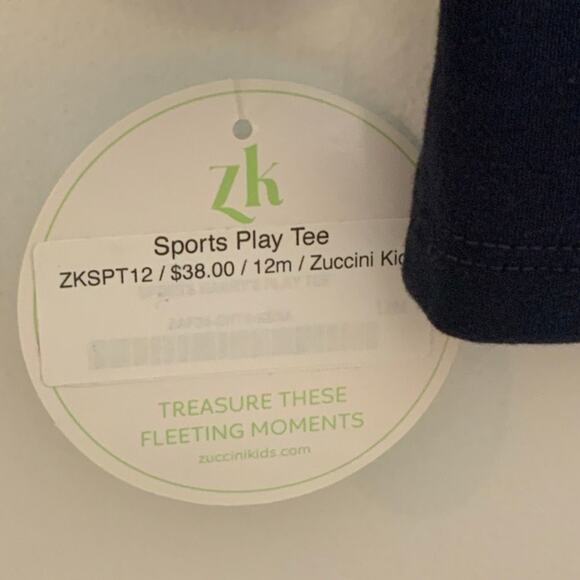 zk
Sports Play Tee
ZKSPT12 / $38.00 / 12m / Zuccini Kid
TREASURE THESE
FLEETING MOMENTS
zuccinikids.com